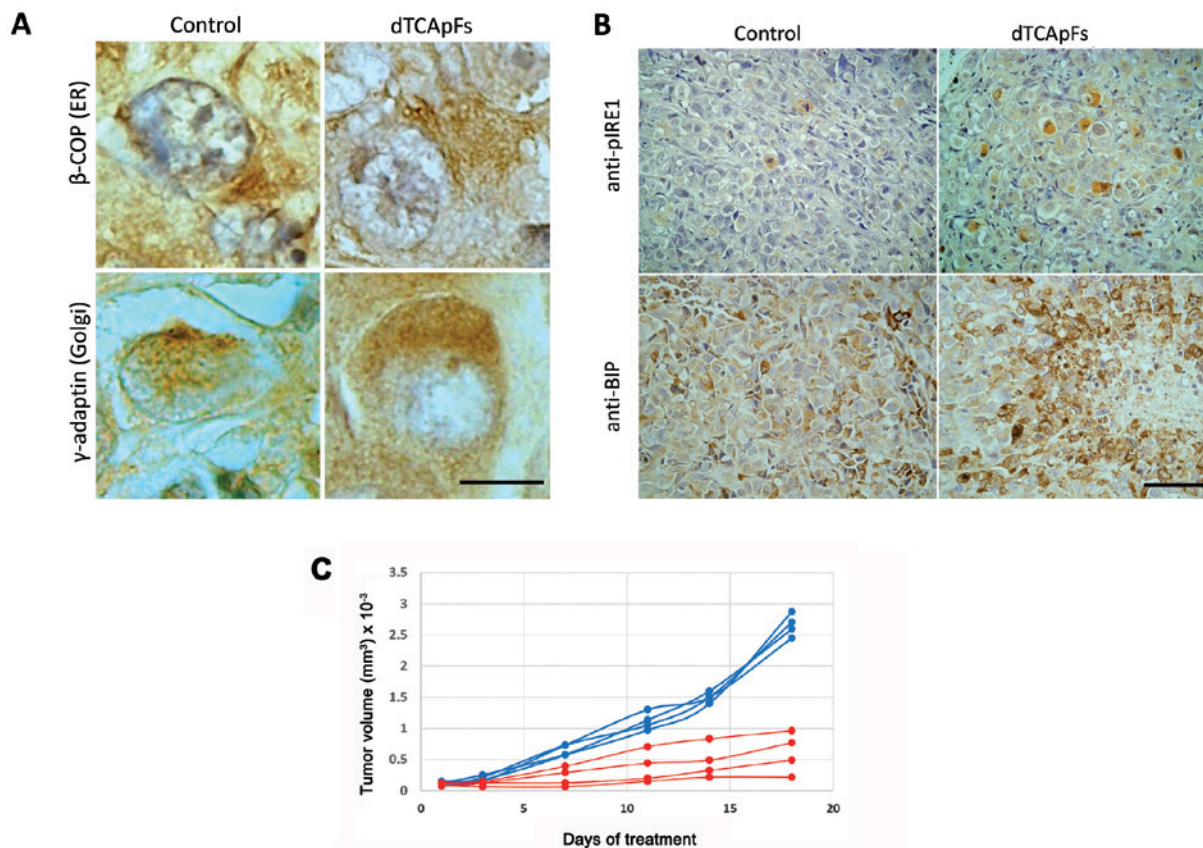 A
Control
dTCApFs
β-COP (ER)
γ-adaptin (Golgi)
B
Control
dTCApFs
anti-pIRE1
anti-BIP
C
Tumor volume (mm³) x 10⁻³
3.5
3
2.5
2
1.5
1
0.5
0
0
5
10
15
20
Days of treatment